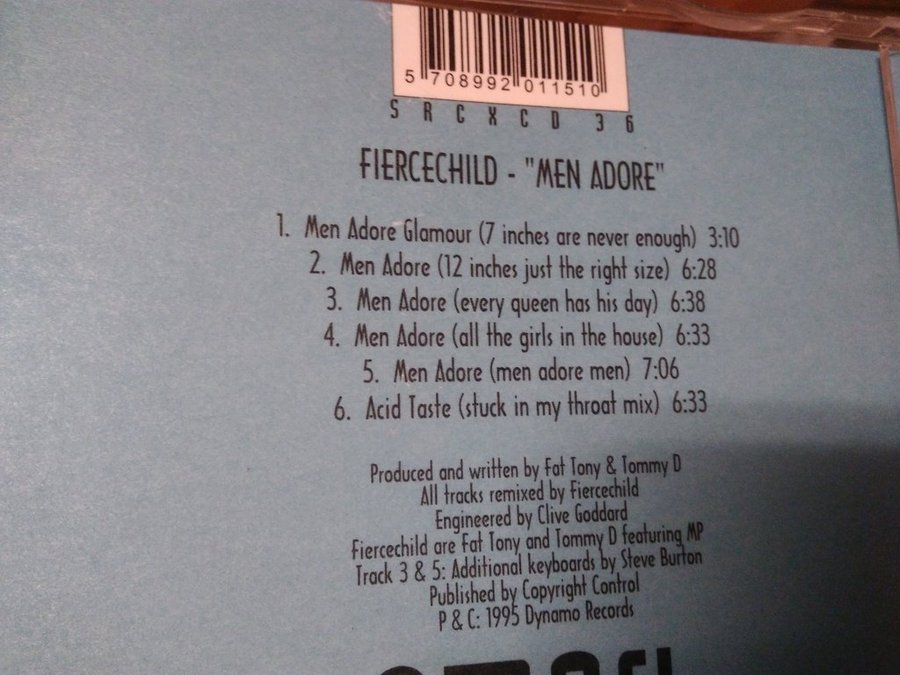 5 708992 011510
SRCXCD 36
FIERCECHILD - "MEN ADORE"
1. Men Adore Glamour (7 inches are never enough) 3:10
2. Men Adore (12 inches just the right size) 6:28
3. Men Adore (every queen has his day) 6:38
4. Men Adore (all the girls in the house) 6:33
5. Men Adore (men adore men) 7:06
6. Acid Taste (stuck in my throat mix) 6:33
Produced and written by Fat Tony & Tommy D
All tracks remixed by Fiercechild
Engineered by Clive Goddard
Fiercechild are Fat Tony and Tommy D featuring MP
Track 3 & 5: Additional keyboards by Steve Burton
Published by Copyright Control
P & C: 1995 Dynamo Records